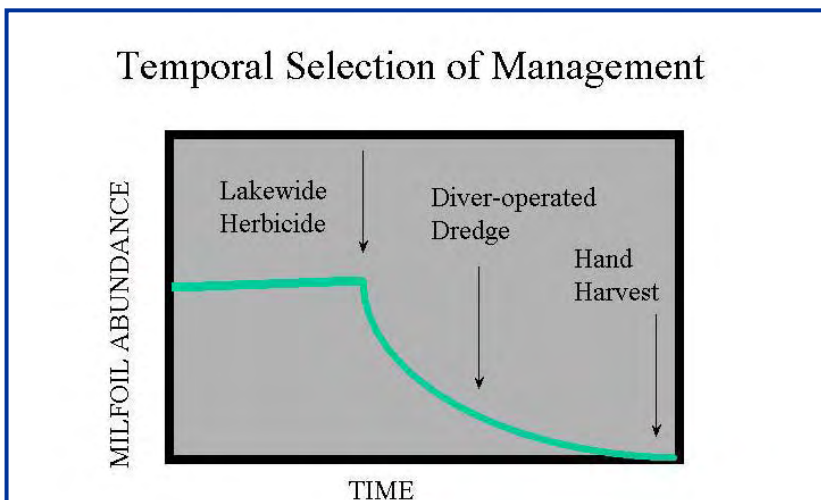 Temporal Selection of Management
Lakewide
Herbicide
Diver-operated
Dredge
Hand
Harvest
MILFOIL ABUNDANCE
TIME